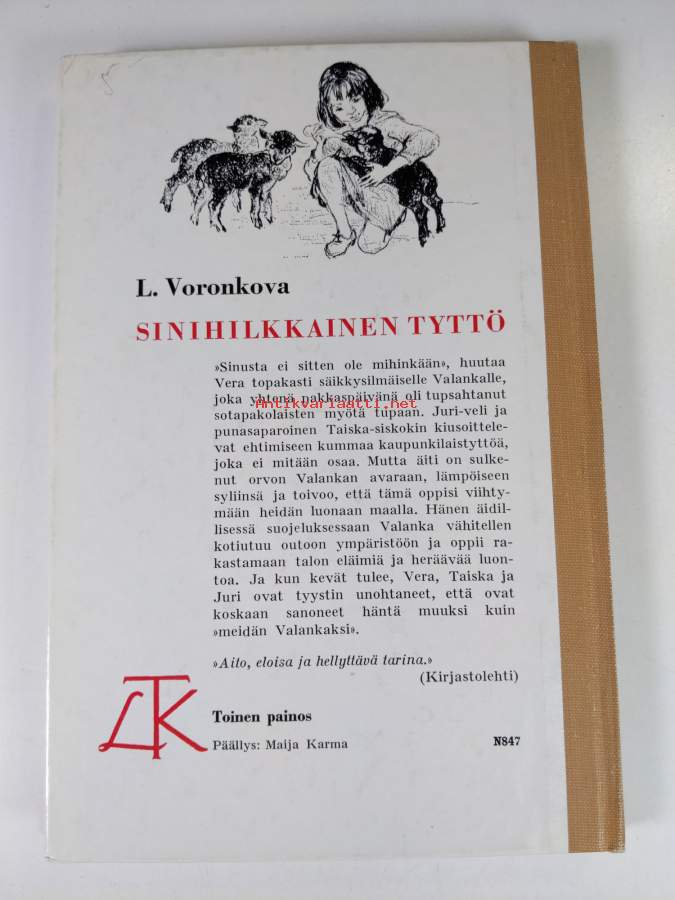 L. Voronkova
SINIHILKKAINEN TYTTÖ
»Sinusta ei sitten ole mihinkään», huutaa
Vera topakasti säikkysilmäiselle Valankalle,
joka yhtenä pakkaspäivänä oli tupsahtanut
Antikvariaatti.net
sotapakolaisten myötä tupaan. Juri-veli ja
punasaparoinen Taiska-siskokin kiusoittele-
vat ehtimiseen kummaa kaupunkilaistyttöä,
joka ei mitään osaa. Mutta äiti on sulke-
nut orvon Valankan avaraan, lämpöiseen
syliinsä ja toivoo, että tämä oppisi viihty-
mään heidän luonaan maalla. Hänen äidil-
lisessä suojeluksessaan Valanka vähitellen
kotiutuu outoon ympäristöön ja oppii ra-
kastamaan talon eläimiä ja heräävää luon-
toa. Ja kun kevät tulee, Vera, Taiska ja
Juri ovat tyystin unohtaneet, että ovat
koskaan sanoneet häntä muuksi kuin
»meidän Valankaksi».
»Aito, eloisa ja hellyttävä tarina.»
(Kirjastolehti)
LTK
Toinen painos
Päällys: Maija Karma
N847